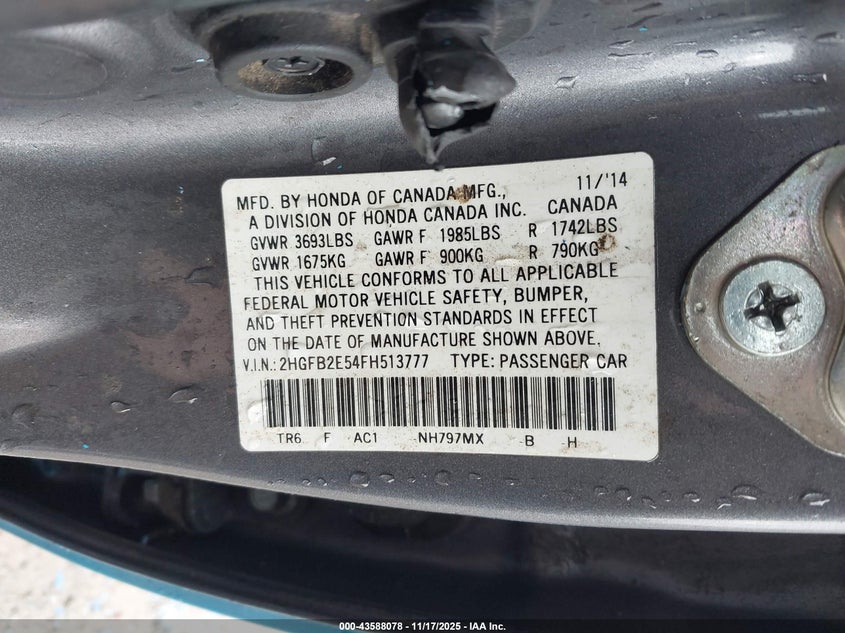 MFD. BY HONDA OF CANADA MFG., 11/'14
A DIVISION OF HONDA CANADA INC. CANADA
GVWR 3693LBS GAWR F 1985LBS R 1742LBS
GVWR 1675KG GAWR F 900KG R 790KG
THIS VEHICLE CONFORMS TO ALL APPLICABLE
FEDERAL MOTOR VEHICLE SAFETY, BUMPER,
AND THEFT PREVENTION STANDARDS IN EFFECT
ON THE DATE OF MANUFACTURE SHOWN ABOVE.
V.I.N.:2HGFB2E54FH513777 TYPE:PASSENGER CAR
TR6 F AC1 NH797MX B H
000-43588078 | 11/17/2025 - IAA Inc.